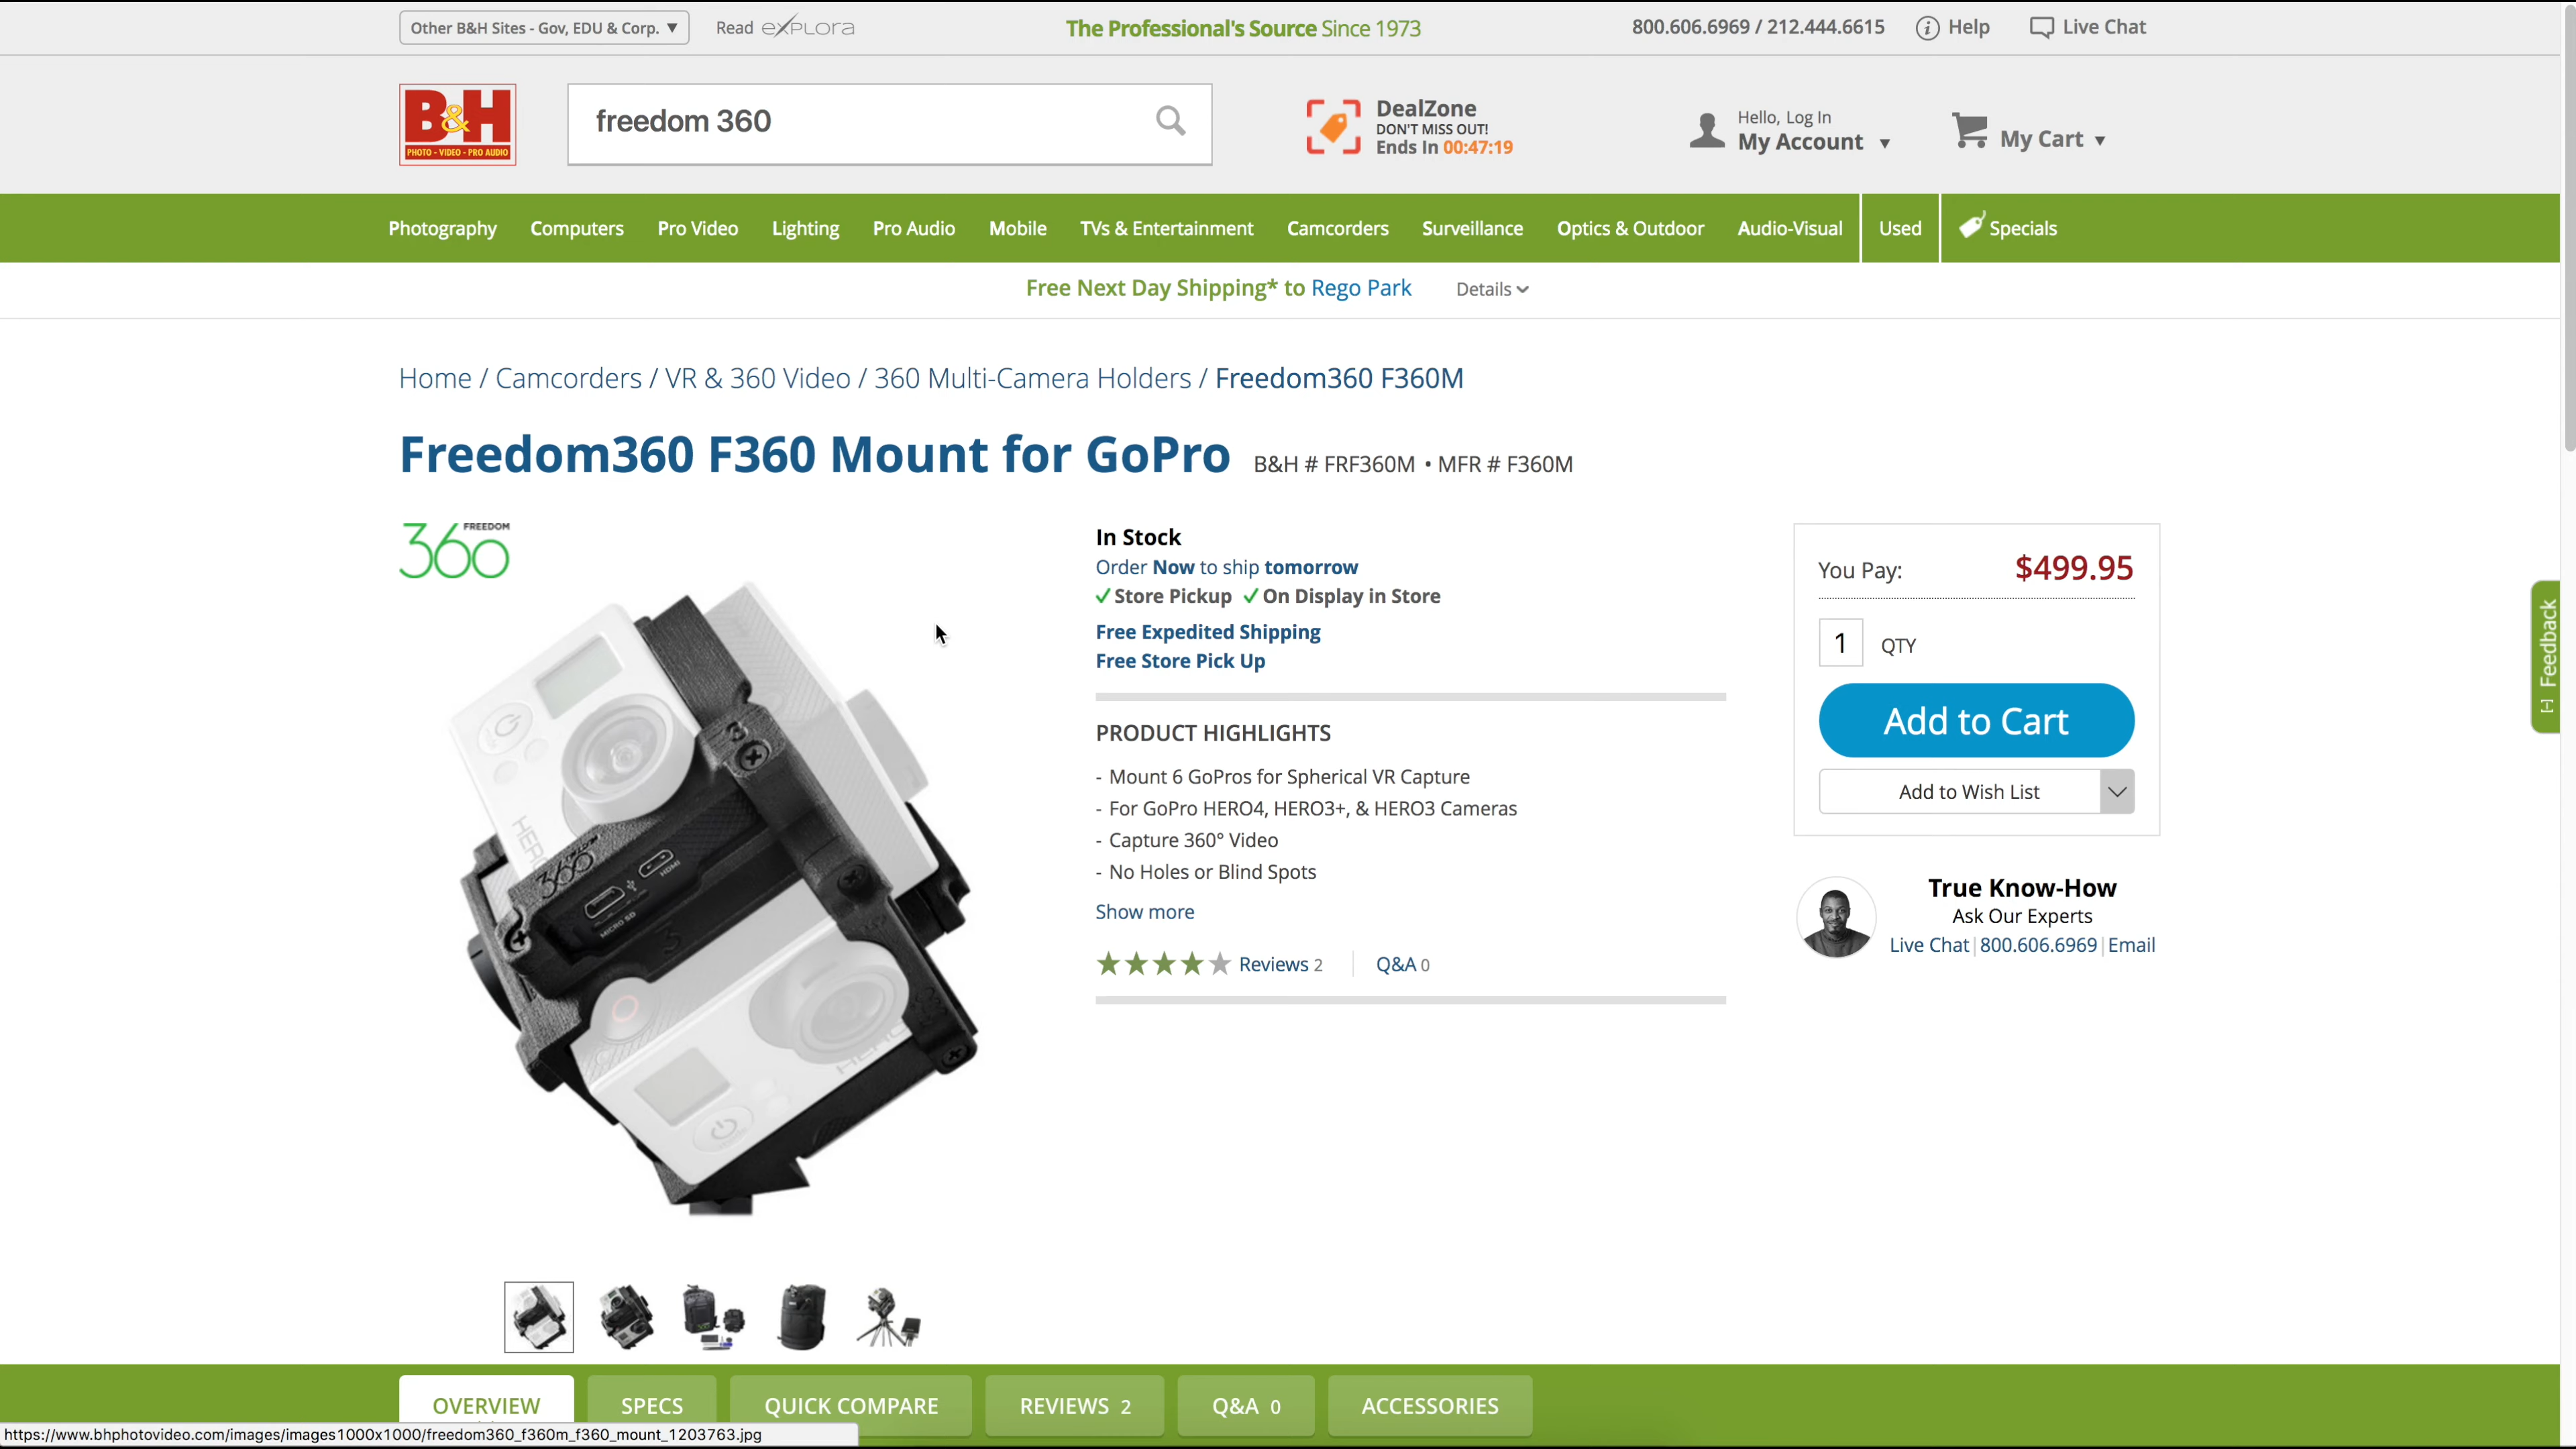 Other B&H Sites - Gov, EDU & Corp. ▼ Read eXPLORA The Professional's Source Since 1973 800.606.6969 / 212.444.6615 Help Live Chat
B&H
PHOTO - VIDEO - PRO AUDIO
freedom 360
DealZone
DON'T MISS OUT!
Ends In 00:47:19
Hello, Log In
My Account ▼
My Cart ▼
Photography Computers Pro Video Lighting Pro Audio Mobile TVs & Entertainment Camcorders Surveillance Optics & Outdoor Audio-Visual Used Specials
Free Next Day Shipping* to Rego Park Details
Home / Camcorders / VR & 360 Video / 360 Multi-Camera Holders / Freedom360 F360M
Freedom360 F360 Mount for GoPro B&H # FRF360M • MFR # F360M
FREEDOM
360
3
HERO
360
HDMI
MICRO SD
3
HERO
In Stock
Order Now to ship tomorrow
✓ Store Pickup ✓ On Display in Store
Free Expedited Shipping
Free Store Pick Up
PRODUCT HIGHLIGHTS
- Mount 6 GoPros for Spherical VR Capture
- For GoPro HERO4, HERO3+, & HERO3 Cameras
- Capture 360° Video
- No Holes or Blind Spots
Show more
Reviews 2 Q&A 0
You Pay: $499.95
1 QTY
Add to Cart
Add to Wish List
True Know-How
Ask Our Experts
Live Chat | 800.606.6969 | Email
[-] Feedback
OVERVIEW SPECS QUICK COMPARE REVIEWS 2 Q&A 0 ACCESSORIES
https://www.bhphotovideo.com/images/images1000x1000/freedom360_f360m_f360_mount_1203763.jpg